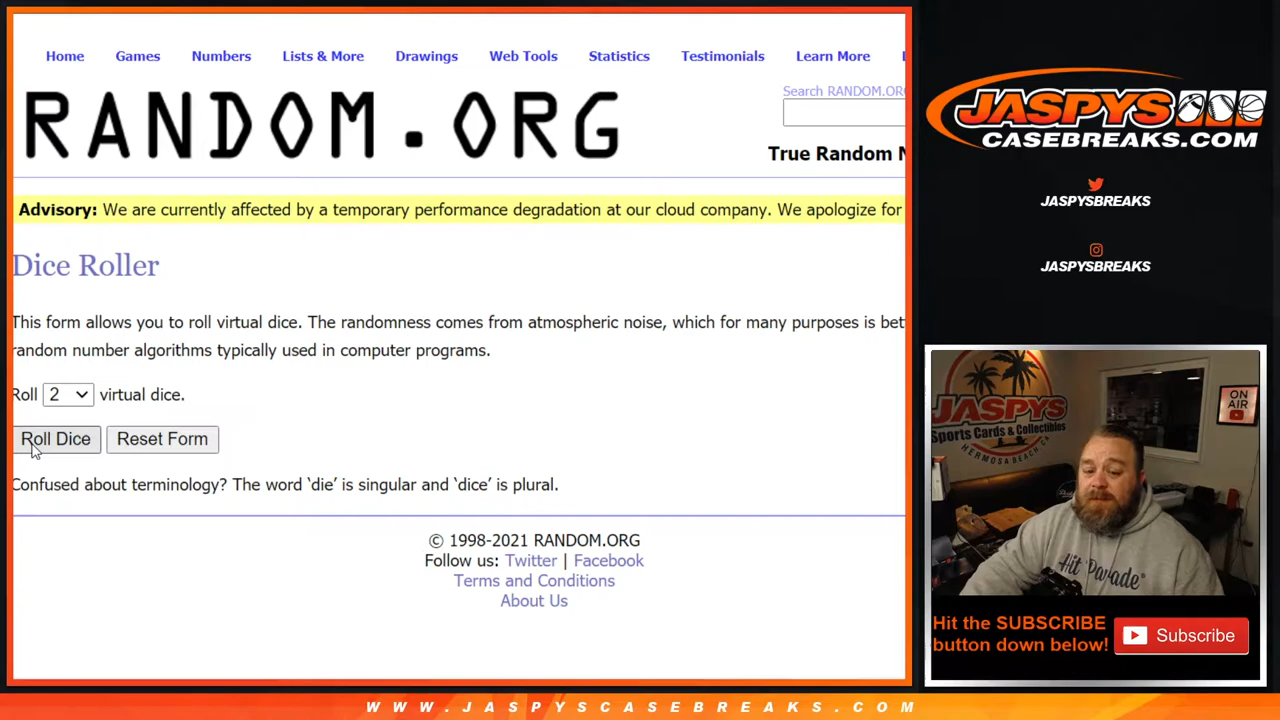 Home Games Numbers Lists & More Drawings Web Tools Statistics Testimonials Learn More
RANDOM.ORG
Search RANDOM.ORG
True Random N
Advisory: We are currently affected by a temporary performance degradation at our cloud company. We apologize for
Dice Roller
This form allows you to roll virtual dice. The randomness comes from atmospheric noise, which for many purposes is bet
random number algorithms typically used in computer programs.
Roll 2 virtual dice.
Roll Dice Reset Form
Confused about terminology? The word ‘die’ is singular and ‘dice’ is plural.
© 1998-2021 RANDOM.ORG
Follow us: Twitter | Facebook
Terms and Conditions
About Us
JASPYS
CASEBREAKS.COM
JASPYSBREAKS
JASPYSBREAKS
JASPYS
Sports Cards & Collectibles
HERMOSA BEACH, CA
ON
AIR
Hit Parade
Hit the SUBSCRIBE
button down below!
Subscribe
WWW.JASPYSCASEBREAKS.COM